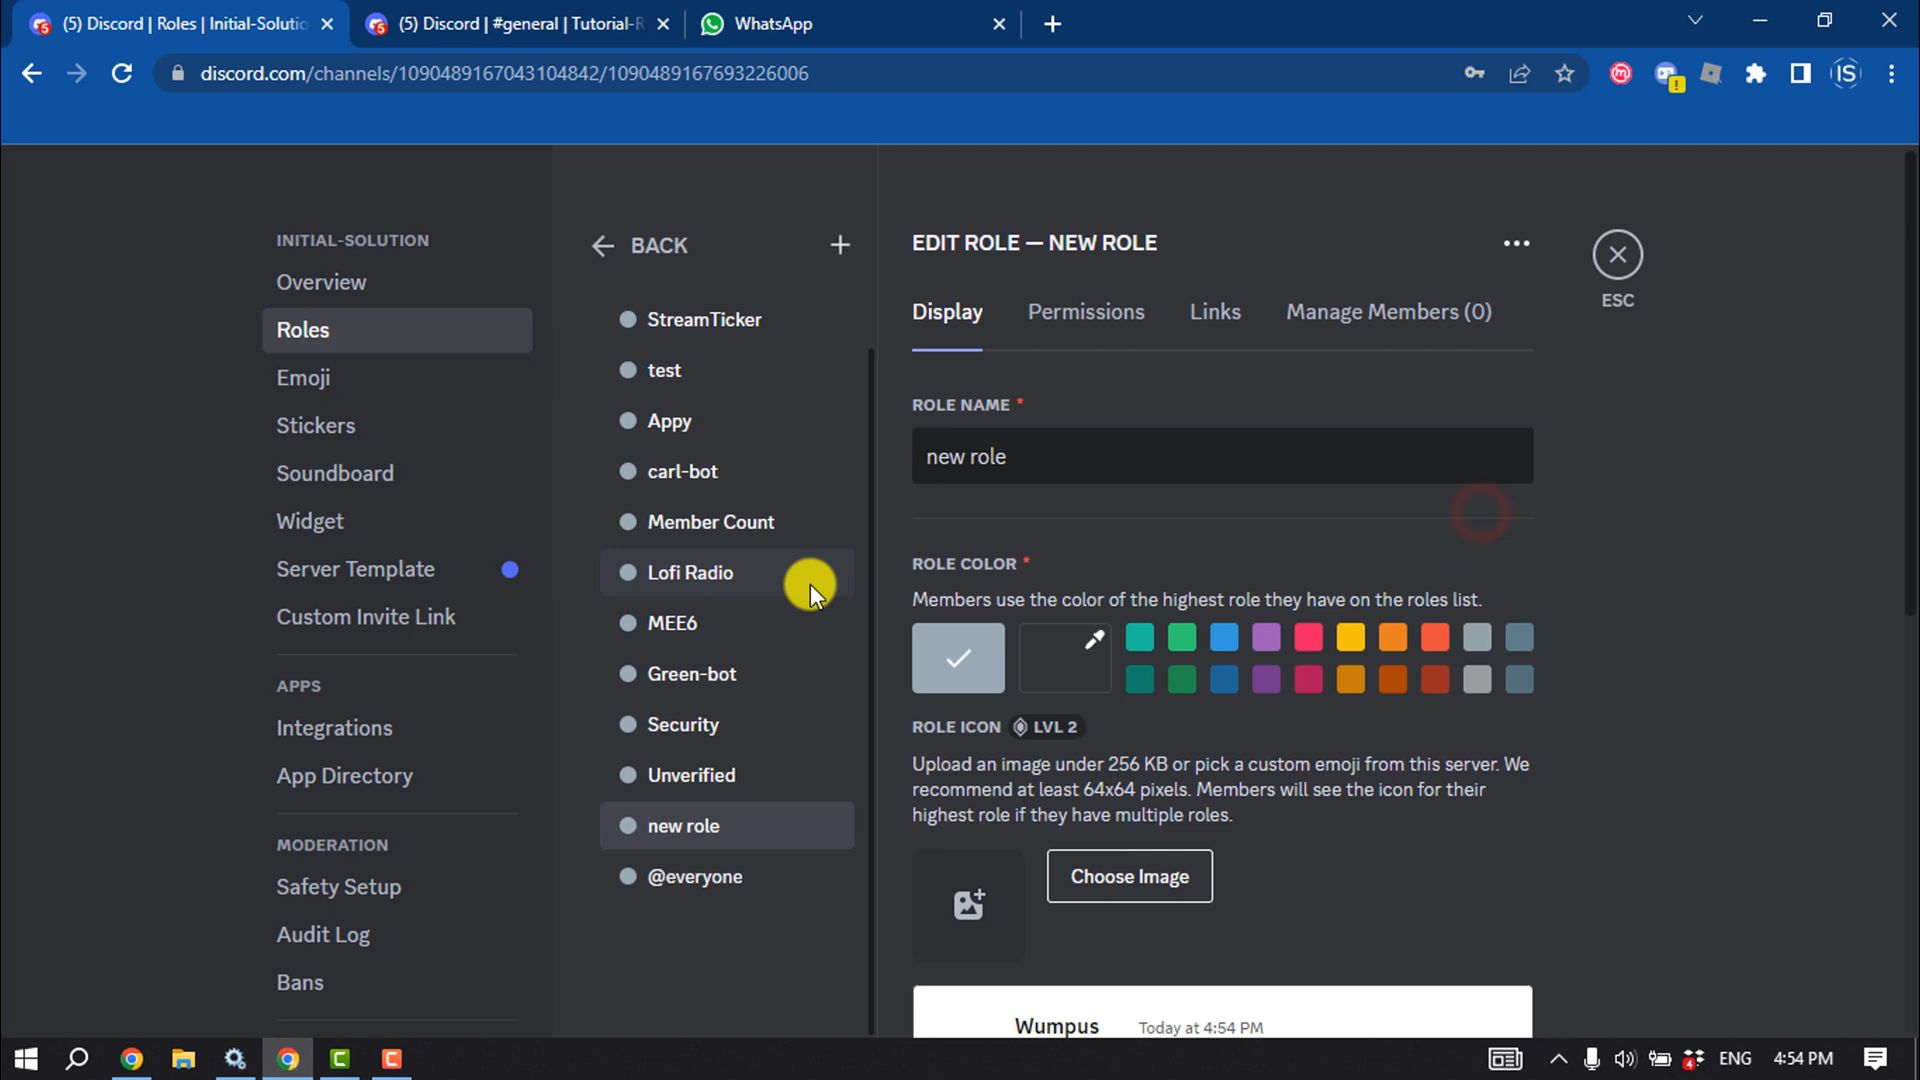 (5) Discord | Roles | Initial-Solutio
(5) Discord | #general | Tutorial-R
WhatsApp
discord.com/channels/1090489167043104842/1090489167693226006
IS
INITIAL-SOLUTION
Overview
Roles
Emoji
Stickers
Soundboard
Widget
Server Template
Custom Invite Link
APPS
Integrations
App Directory
MODERATION
Safety Setup
Audit Log
Bans
BACK
StreamTicker
test
Appy
carl-bot
Member Count
Lofi Radio
MEE6
Green-bot
Security
Unverified
new role
@everyone
EDIT ROLE — NEW ROLE
ESC
Display
Permissions
Links
Manage Members (0)
ROLE NAME *
new role
ROLE COLOR *
Members use the color of the highest role they have on the roles list.
ROLE ICON LVL 2
Upload an image under 256 KB or pick a custom emoji from this server. We
recommend at least 64x64 pixels. Members will see the icon for their
highest role if they have multiple roles.
Choose Image
Wumpus Today at 4:54 PM
4
ENG
4:54 PM